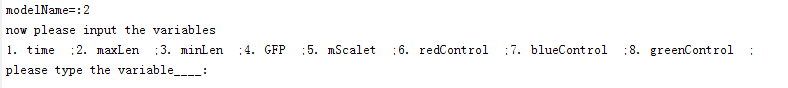 modelName=:2
now please input the variables
1. time  ;2. maxLen  ;3. minLen  ;4. GFP  ;5. mScalet  ;6. redControl  ;7. blueControl  ;8. greenControl  ;
please type the variable____: